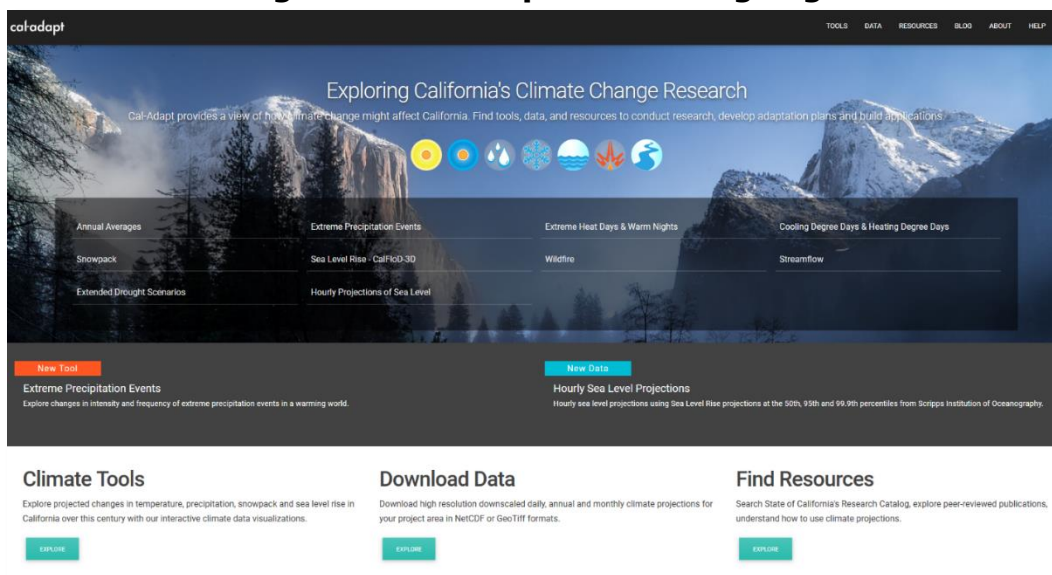 cal-adapt
TOOLS DATA RESOURCES BLOG ABOUT HELP
Exploring California's Climate Change Research
Cal-Adapt provides a view of how climate change might affect California. Find tools, data, and resources to conduct research, develop adaptation plans and build applications.
Annual Averages
Extreme Precipitation Events
Extreme Heat Days & Warm Nights
Cooling Degree Days & Heating Degree Days
Snowpack
Sea Level Rise - CalFloD-3D
Wildfire
Streamflow
Extended Drought Scenarios
Hourly Projections of Sea Level
New Tool
Extreme Precipitation Events
Explore changes in intensity and frequency of extreme precipitation events in a warming world.
New Data
Hourly Sea Level Projections
Hourly sea level projections using Sea Level Rise projections at the 50th, 95th and 99.9th percentiles from Scripps Institution of Oceanography.
Climate Tools
Explore projected changes in temperature, precipitation, snowpack and sea level rise in
California over this century with our interactive climate data visualizations.
EXPLORE
Download Data
Download high resolution downscaled daily, annual and monthly climate projections for
your project area in NetCDF or GeoTiff formats.
EXPLORE
Find Resources
Search State of California's Research Catalog, explore peer-reviewed publications,
understand how to use climate projections.
EXPLORE